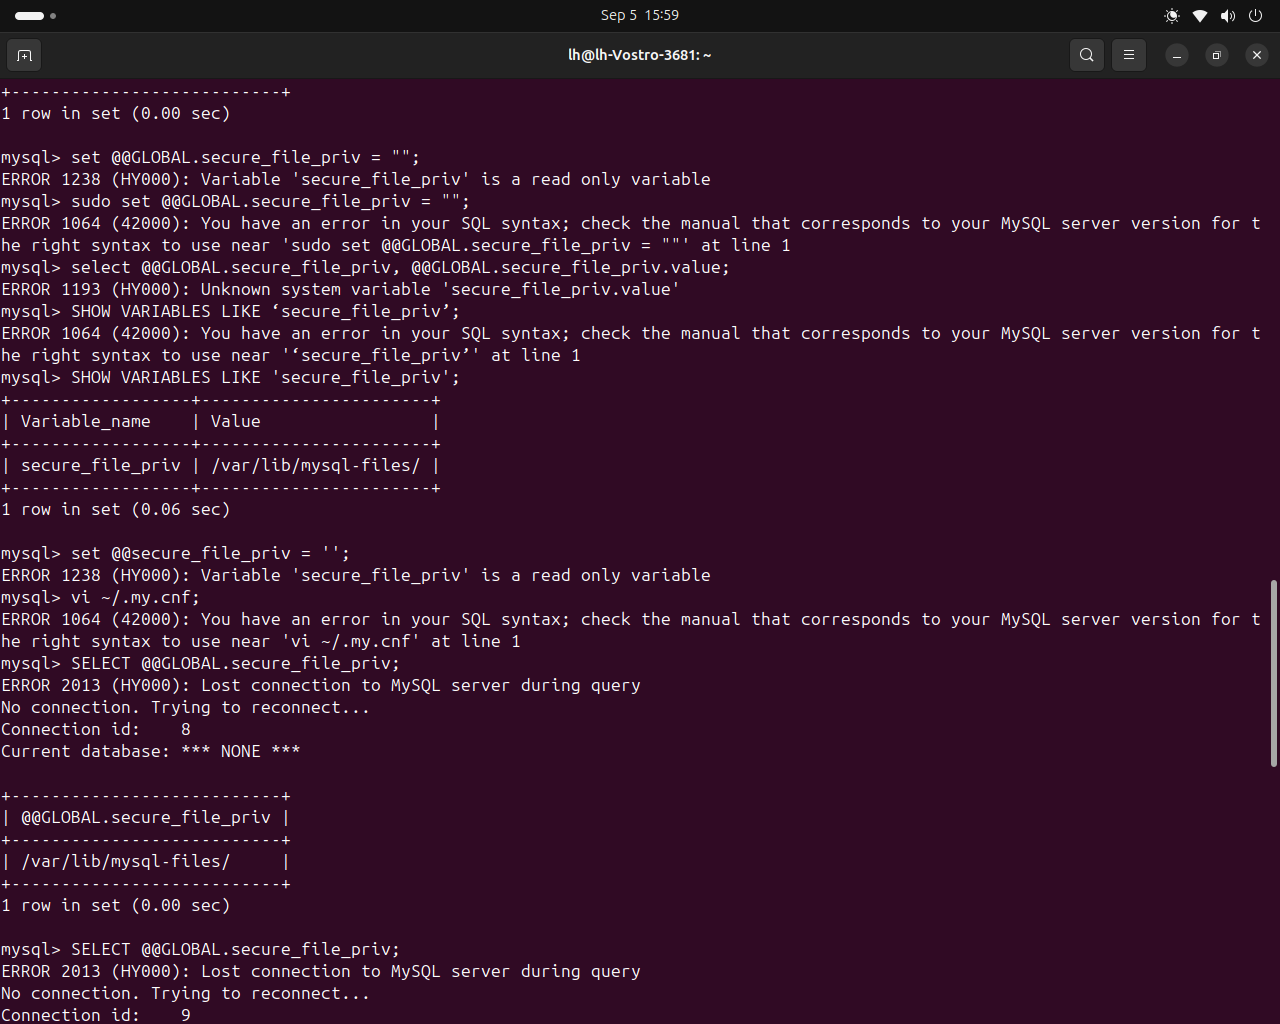 Sep 5 15:59
lh@lh-Vostro-3681: ~
+---------------------------+
1 row in set (0.00 sec)
mysql> set @@GLOBAL.secure_file_priv = "";
ERROR 1238 (HY000): Variable 'secure_file_priv' is a read only variable
mysql> sudo set @@GLOBAL.secure_file_priv = "";
ERROR 1064 (42000): You have an error in your SQL syntax; check the manual that corresponds to your MySQL server version for t
he right syntax to use near 'sudo set @@GLOBAL.secure_file_priv = ""' at line 1
mysql> select @@GLOBAL.secure_file_priv, @@GLOBAL.secure_file_priv.value;
ERROR 1193 (HY000): Unknown system variable 'secure_file_priv.value'
mysql> SHOW VARIABLES LIKE ‘secure_file_priv’;
ERROR 1064 (42000): You have an error in your SQL syntax; check the manual that corresponds to your MySQL server version for t
he right syntax to use near '‘secure_file_priv’' at line 1
mysql> SHOW VARIABLES LIKE 'secure_file_priv';
+------------------+-----------------------+
| Variable_name    | Value                 |
+------------------+-----------------------+
| secure_file_priv | /var/lib/mysql-files/ |
+------------------+-----------------------+
1 row in set (0.06 sec)
mysql> set @@secure_file_priv = '';
ERROR 1238 (HY000): Variable 'secure_file_priv' is a read only variable
mysql> vi ~/.my.cnf;
ERROR 1064 (42000): You have an error in your SQL syntax; check the manual that corresponds to your MySQL server version for t
he right syntax to use near 'vi ~/.my.cnf' at line 1
mysql> SELECT @@GLOBAL.secure_file_priv;
ERROR 2013 (HY000): Lost connection to MySQL server during query
No connection. Trying to reconnect...
Connection id:    8
Current database: *** NONE ***
+---------------------------+
| @@GLOBAL.secure_file_priv |
+---------------------------+
| /var/lib/mysql-files/     |
+---------------------------+
1 row in set (0.00 sec)
mysql> SELECT @@GLOBAL.secure_file_priv;
ERROR 2013 (HY000): Lost connection to MySQL server during query
No connection. Trying to reconnect...
Connection id:    9